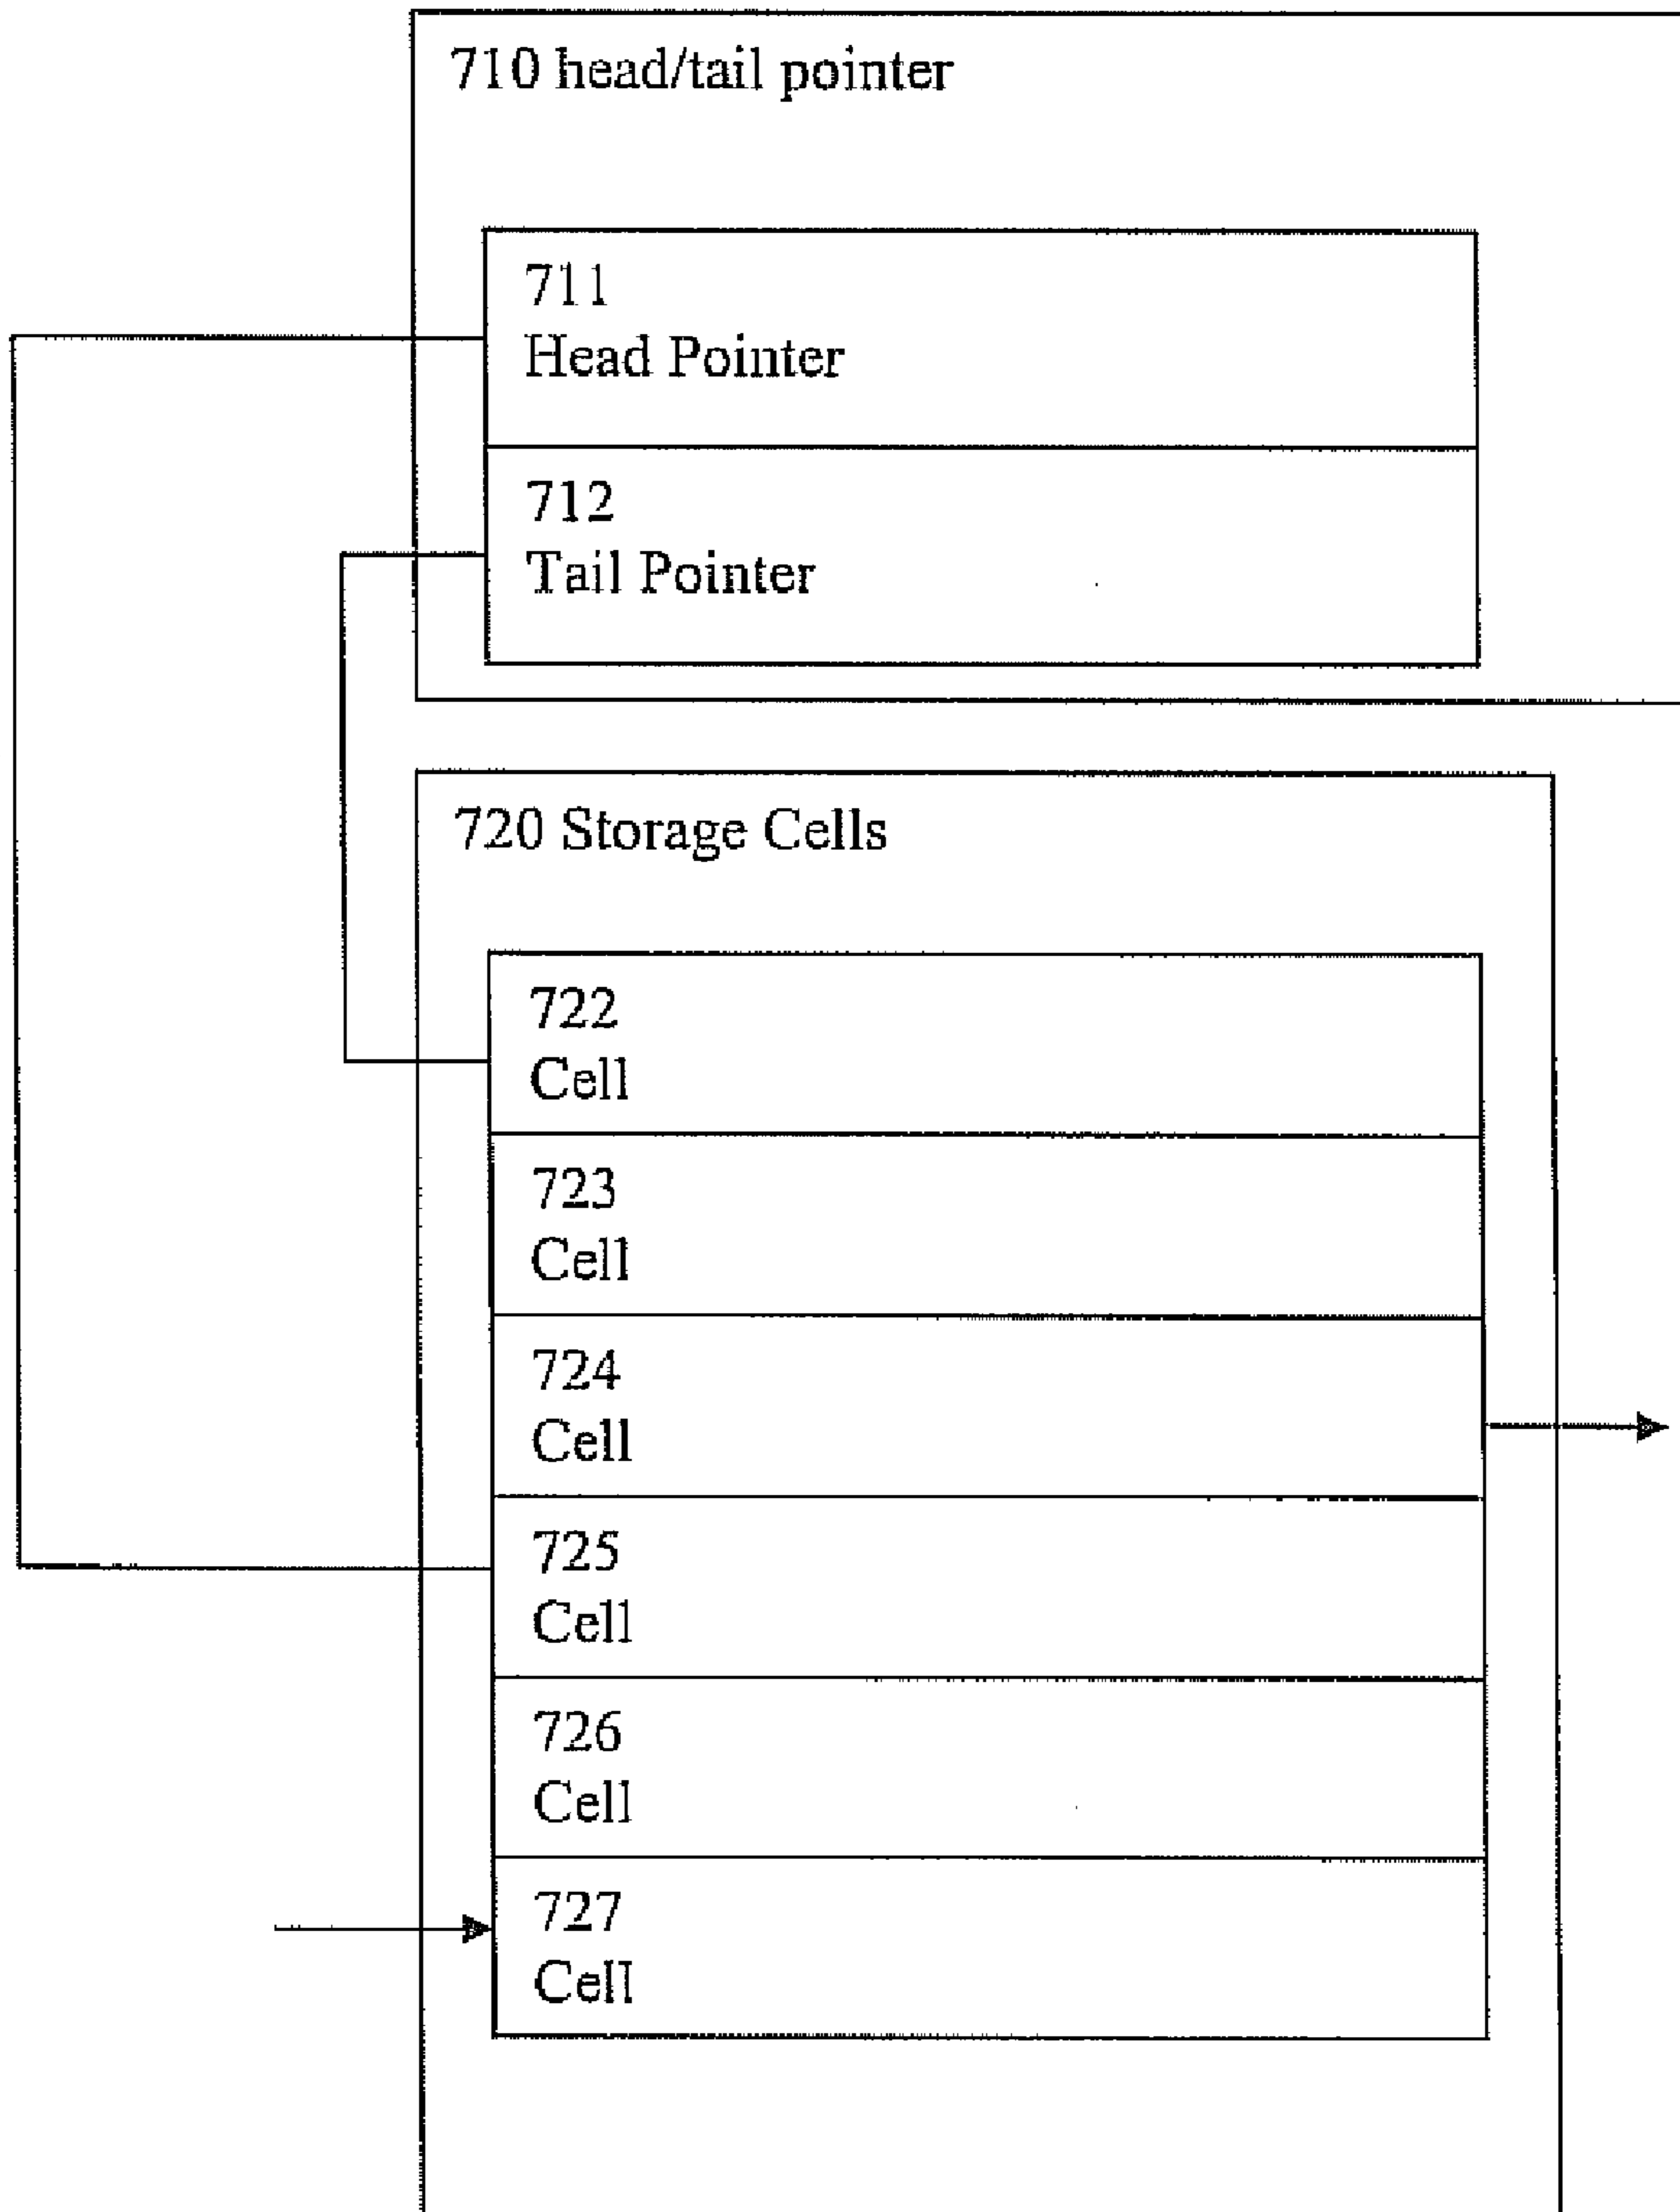 710 head/tail pointer
711
Head Pointer
712
Tail Pointer
720 Storage Cells
722
Cell
723
Cell
724
Cell
725
Cell
726
Cell
727
Cell